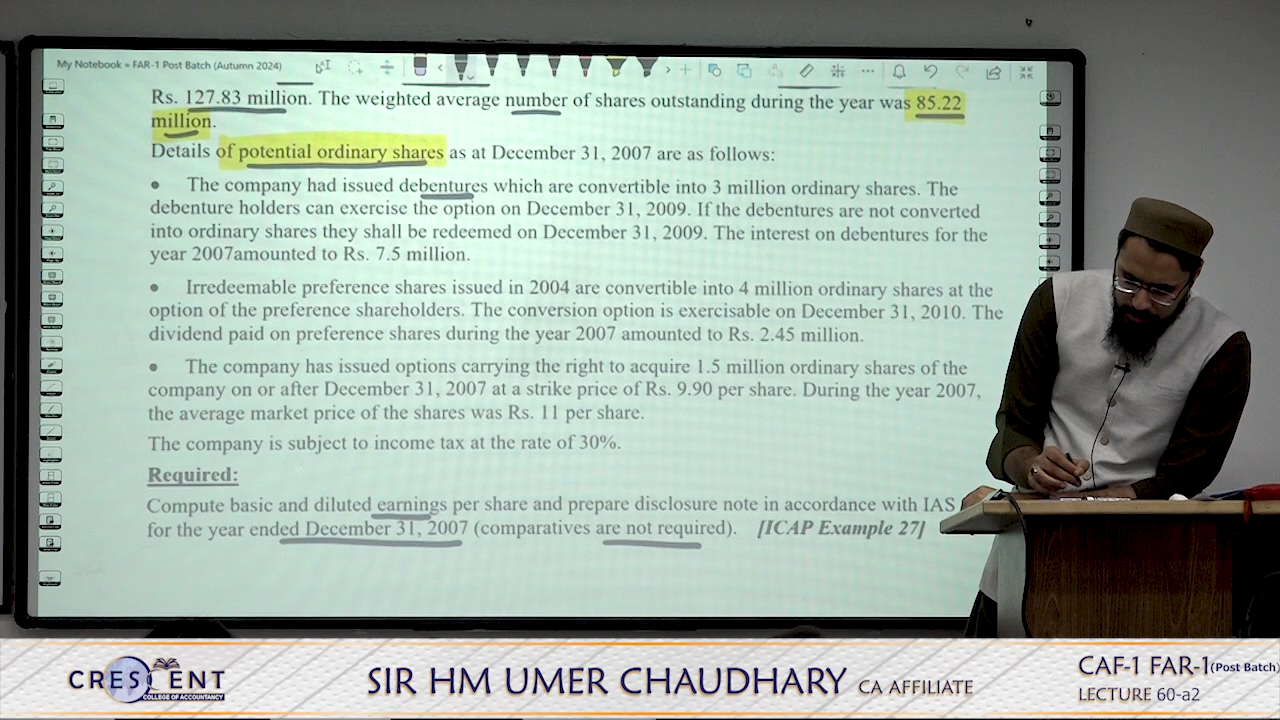 My Notebook » FAR-1 Post Batch (Autumn 2024)
Rs. 127.83 million. The weighted average number of shares outstanding during the year was 85.22
million.
Details of potential ordinary shares as at December 31, 2007 are as follows:
• The company had issued debentures which are convertible into 3 million ordinary shares. The
debenture holders can exercise the option on December 31, 2009. If the debentures are not converted
into ordinary shares they shall be redeemed on December 31, 2009. The interest on debentures for the
year 2007amounted to Rs. 7.5 million.
• Irredeemable preference shares issued in 2004 are convertible into 4 million ordinary shares at the
option of the preference shareholders. The conversion option is exercisable on December 31, 2010. The
dividend paid on preference shares during the year 2007 amounted to Rs. 2.45 million.
• The company has issued options carrying the right to acquire 1.5 million ordinary shares of the
company on or after December 31, 2007 at a strike price of Rs. 9.90 per share. During the year 2007,
the average market price of the shares was Rs. 11 per share.
The company is subject to income tax at the rate of 30%.
Required:
Compute basic and diluted earnings per share and prepare disclosure note in accordance with IAS
for the year ended December 31, 2007 (comparatives are not required). [ICAP Example 27]
CRESCENT
COLLEGE OF ACCOUNTANCY
SIR HM UMER CHAUDHARY CA AFFILIATE
CAF-1 FAR-1(Post Batch)
LECTURE 60-a2